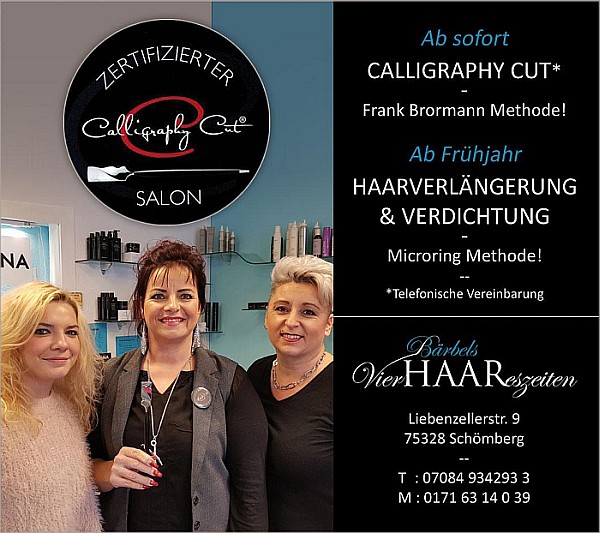 ZERTIFIZIERTER
Calligraphy Cut®
SALON
NA
Ab sofort
CALLIGRAPHY CUT*
-
Frank Brormann Methode!
Ab Frühjahr
HAARVERLÄNGERUNG
& VERDICHTUNG
-
Microring Methode!
--
*Telefonische Vereinbarung
Bärbels
VierHAAReszeiten
Liebenzellerstr. 9
75328 Schömberg
--
T : 07084 934293 3
M : 0171 63 14 0 39